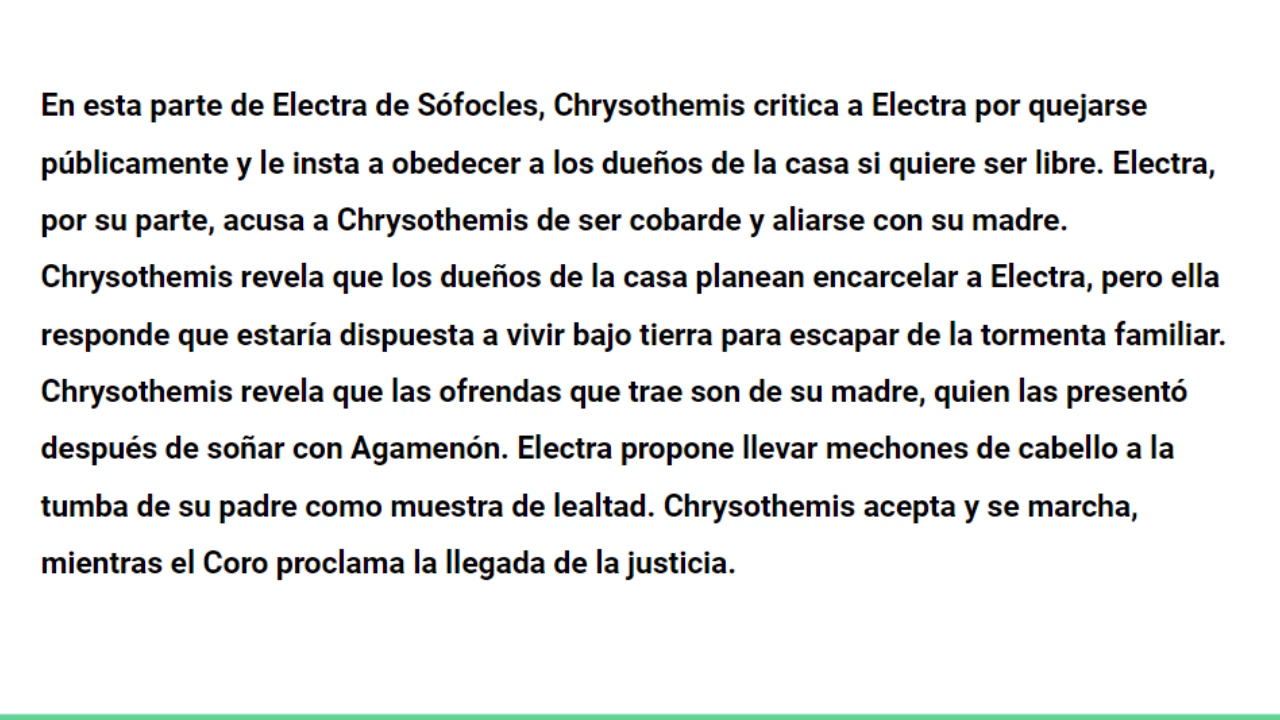 En esta parte de Electra de Sófocles, Chrysothemis critica a Electra por quejarse
públicamente y le insta a obedecer a los dueños de la casa si quiere ser libre. Electra,
por su parte, acusa a Chrysothemis de ser cobarde y aliarse con su madre.
Chrysothemis revela que los dueños de la casa planean encarcelar a Electra, pero ella
responde que estaría dispuesta a vivir bajo tierra para escapar de la tormenta familiar.
Chrysothemis revela que las ofrendas que trae son de su madre, quien las presentó
después de soñar con Agamenón. Electra propone llevar mechones de cabello a la
tumba de su padre como muestra de lealtad. Chrysothemis acepta y se marcha,
mientras el Coro proclama la llegada de la justicia.